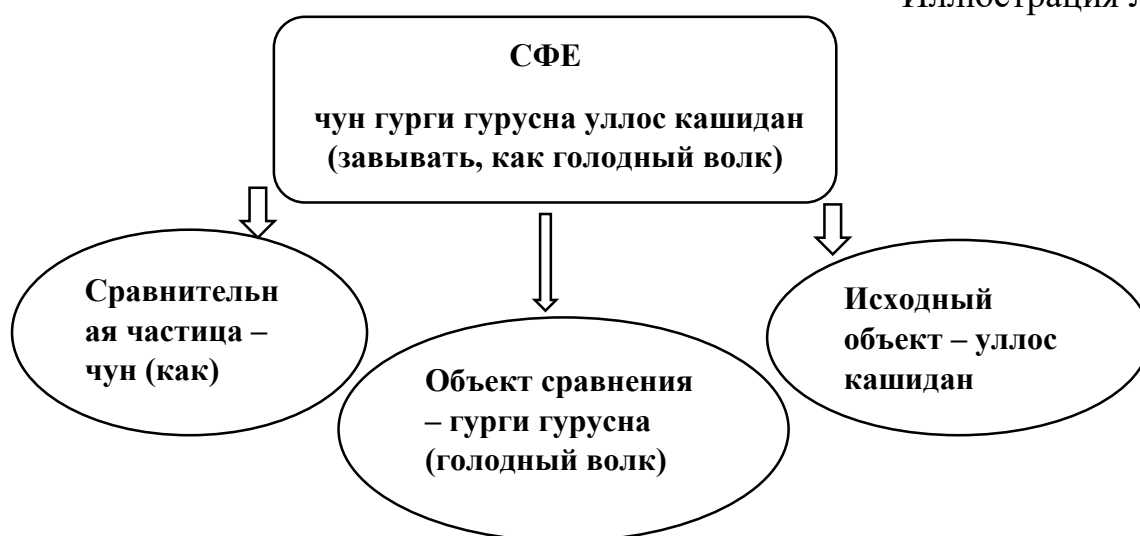 СФЕ
чун гурги гурусна уллос кашидан
(завывать, как голодный волк)
Сравнительн
ая частица –
чун (как)
Объект сравнения
– гурги гурусна
(голодный волк)
Исходный
объект – уллос
кашидан